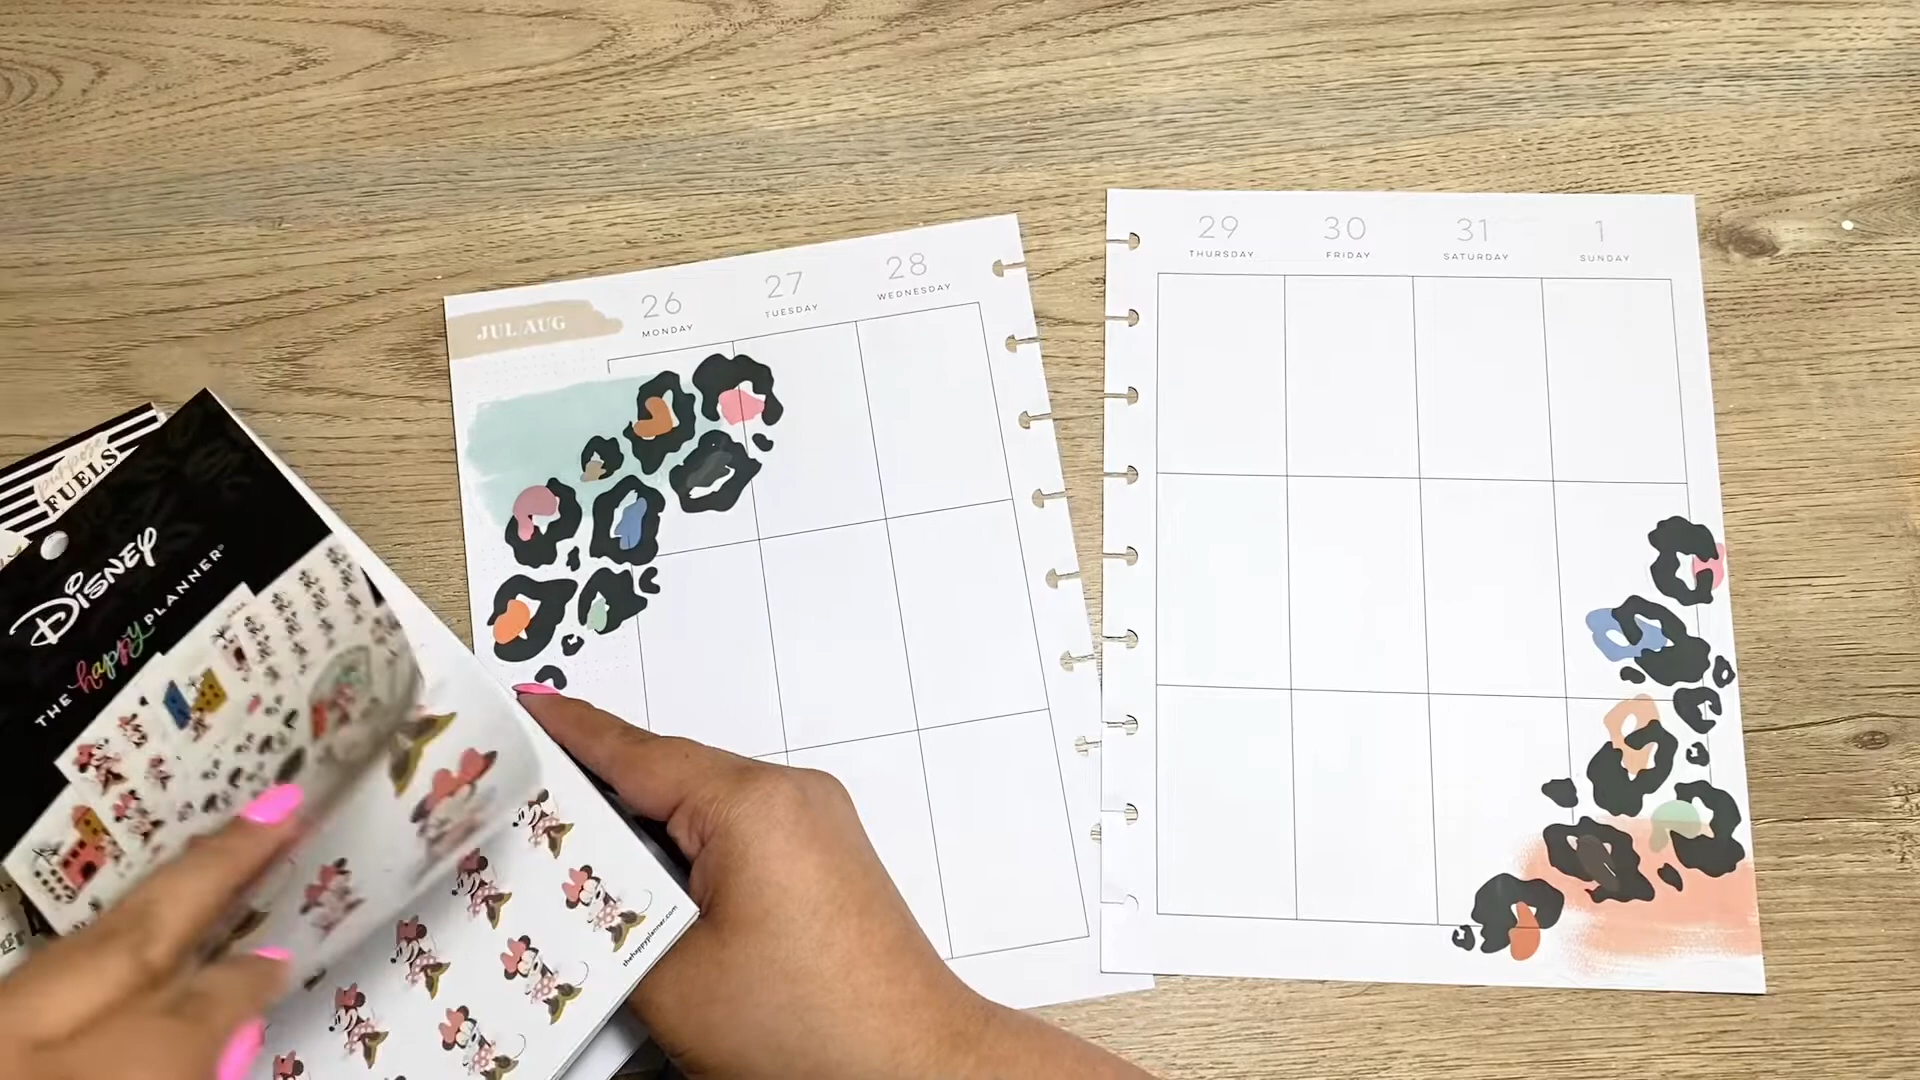 purpose
FUELS
DISNEY
THE happy PLANNER®
thehappyplanner.com
JUL/AUG
26
MONDAY
27
TUESDAY
28
WEDNESDAY
29
THURSDAY
30
FRIDAY
31
SATURDAY
1
SUNDAY